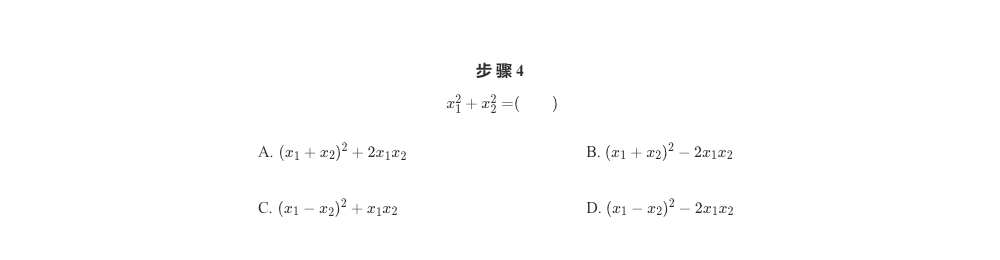 步骤 4
$x_1^2 + x_2^2 =$(  )
A. $(x_1 + x_2)^2 + 2x_1x_2$ B. $(x_1 + x_2)^2 - 2x_1x_2$
C. $(x_1 - x_2)^2 + x_1x_2$ D. $(x_1 - x_2)^2 - 2x_1x_2$